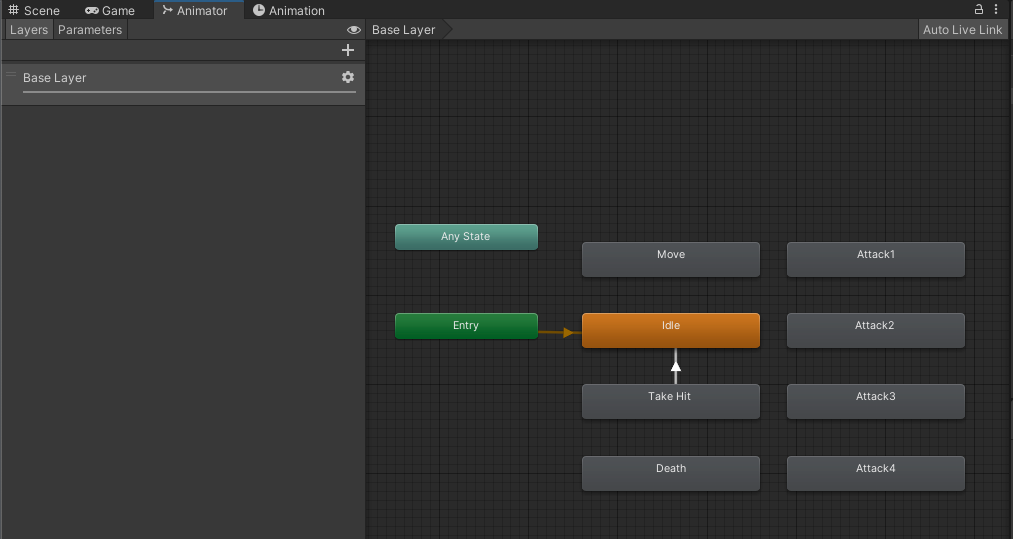 Scene Game Animator Animation
Layers Parameters Base Layer Auto Live Link
Base Layer
Any State
Move Attack1
Entry Idle Attack2
Take Hit Attack3
Death Attack4